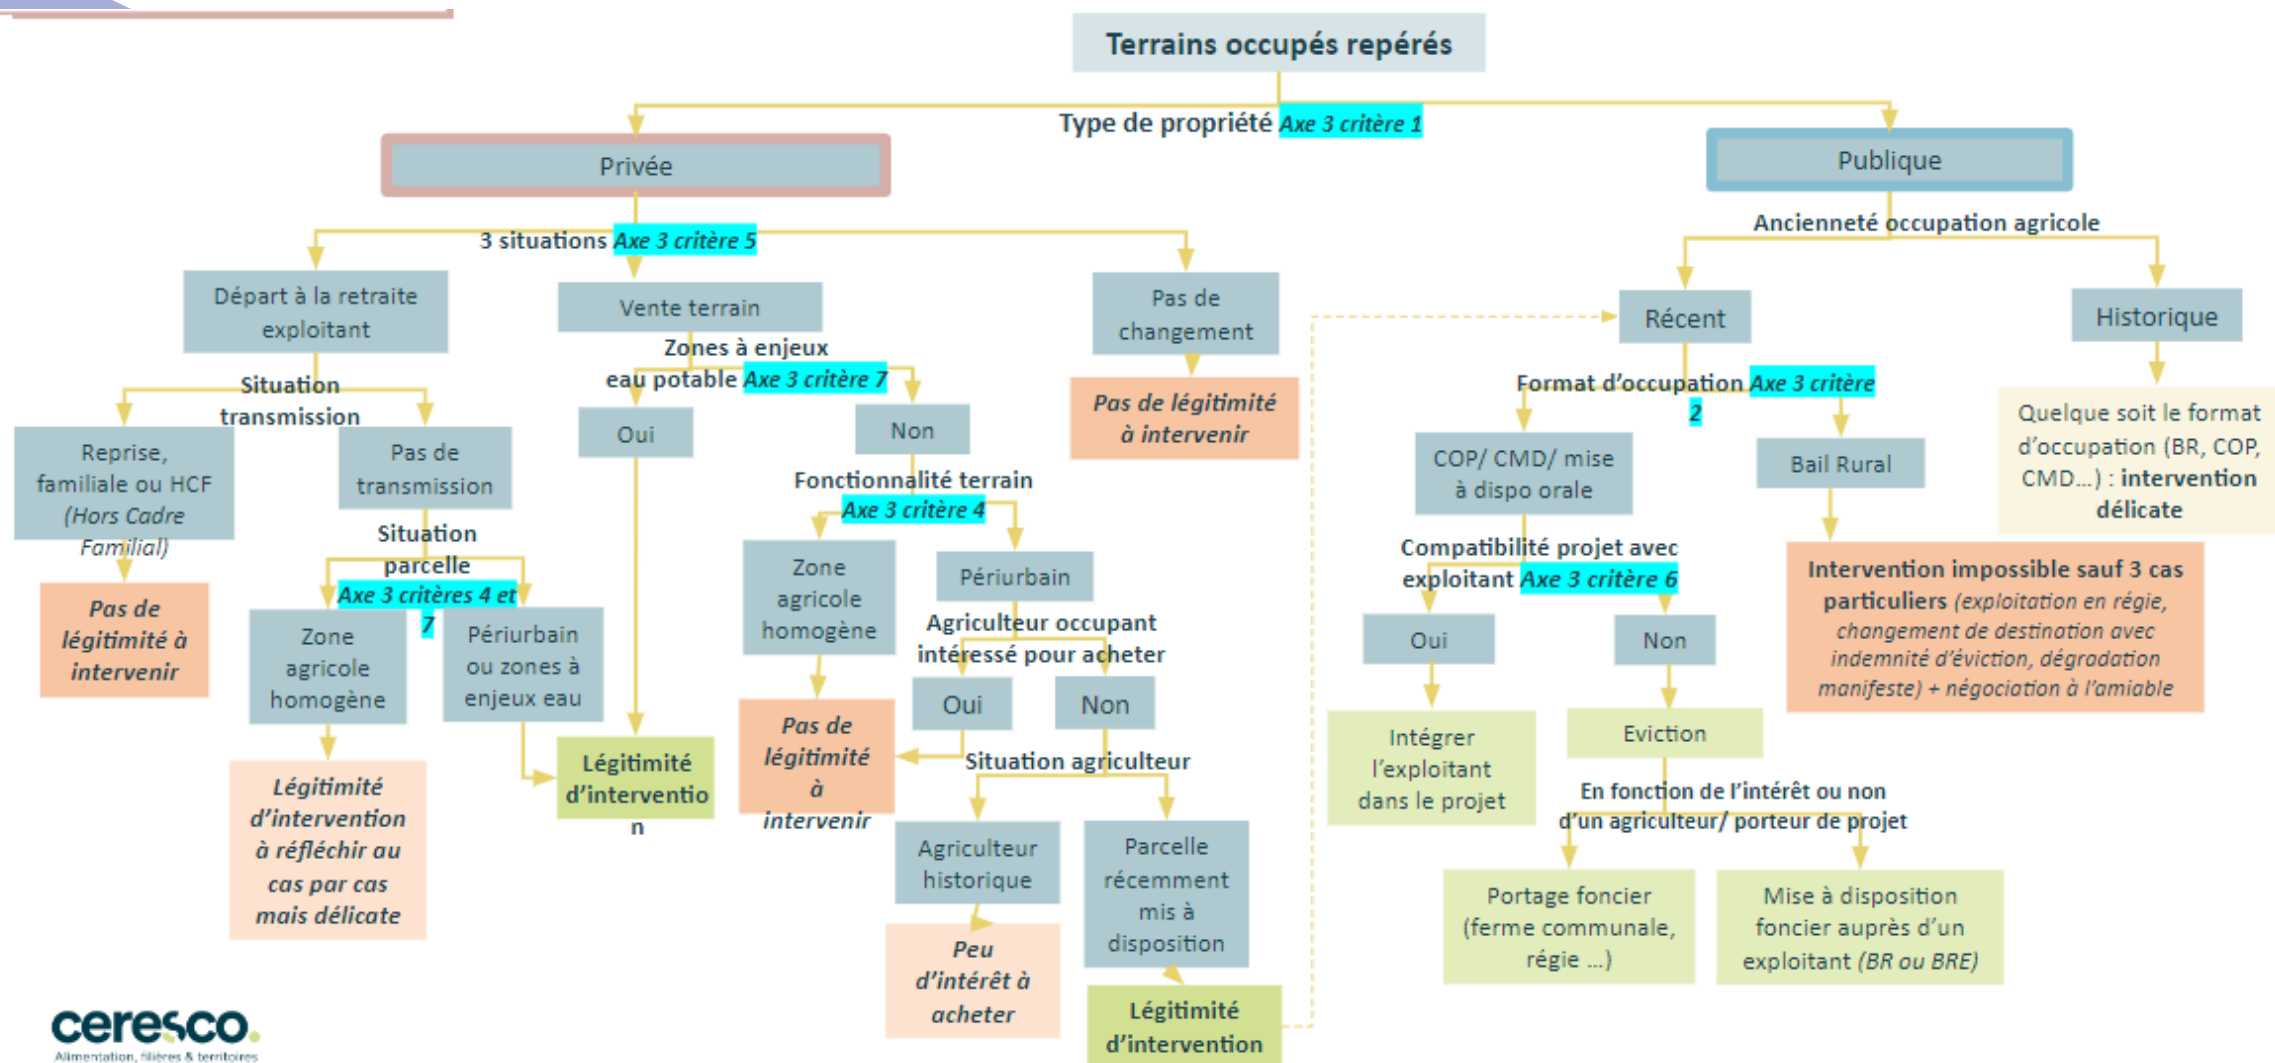 Terrains occupés repérés
Type de propriété Axe 3 critère 1
Privée
Publique
3 situations Axe 3 critère 5
Ancienneté occupation agricole
Départ à la retraite
exploitant
Vente terrain
Pas de
changement
Récent
Historique
Situation
transmission
Zones à enjeux
eau potable Axe 3 critère 7
Pas de légitimité
à intervenir
Format d'occupation Axe 3 critère
2
Quelque soit le format
d'occupation (BR, COP,
CMD...) : intervention
délicate
Reprise,
familiale ou HCF
(Hors Cadre
Familial)
Pas de
transmission
Oui
Non
COP/ CMD/ mise
à dispo orale
Bail Rural
Pas de
légitimité à
intervenir
Situation
parcelle
Axe 3 critères 4 et
7
Fonctionnalité terrain
Axe 3 critère 4
Compatibilité projet avec
exploitant Axe 3 critère 6
Intervention impossible sauf 3 cas
particuliers (exploitation en régie,
changement de destination avec
indemnité d'éviction, dégradation
manifeste) + négociation à l'amiable
Zone
agricole
homogène
Périurbain
ou zones à
enjeux eau
Zone
agricole
homogène
Périurbain
Oui
Non
Agriculteur occupant
intéressé pour acheter
Oui
Non
Légitimité
d'intervention
à réfléchir au
cas par cas
mais délicate
Légitimité
d'interventio
n
Pas de
légitimité
à
intervenir
Situation agriculteur
Intégrer
l'exploitant
dans le projet
Eviction
En fonction de l'intérêt ou non
d'un agriculteur/ porteur de projet
Agriculteur
historique
Parcelle
récemment
mis à
disposition
Portage foncier
(ferme communale,
régie ...)
Mise à disposition
foncier auprès d'un
exploitant (BR ou BRE)
Peu
d'intérêt à
acheter
Légitimité
d'intervention
ceresco.
Alimentation, filières & territoires